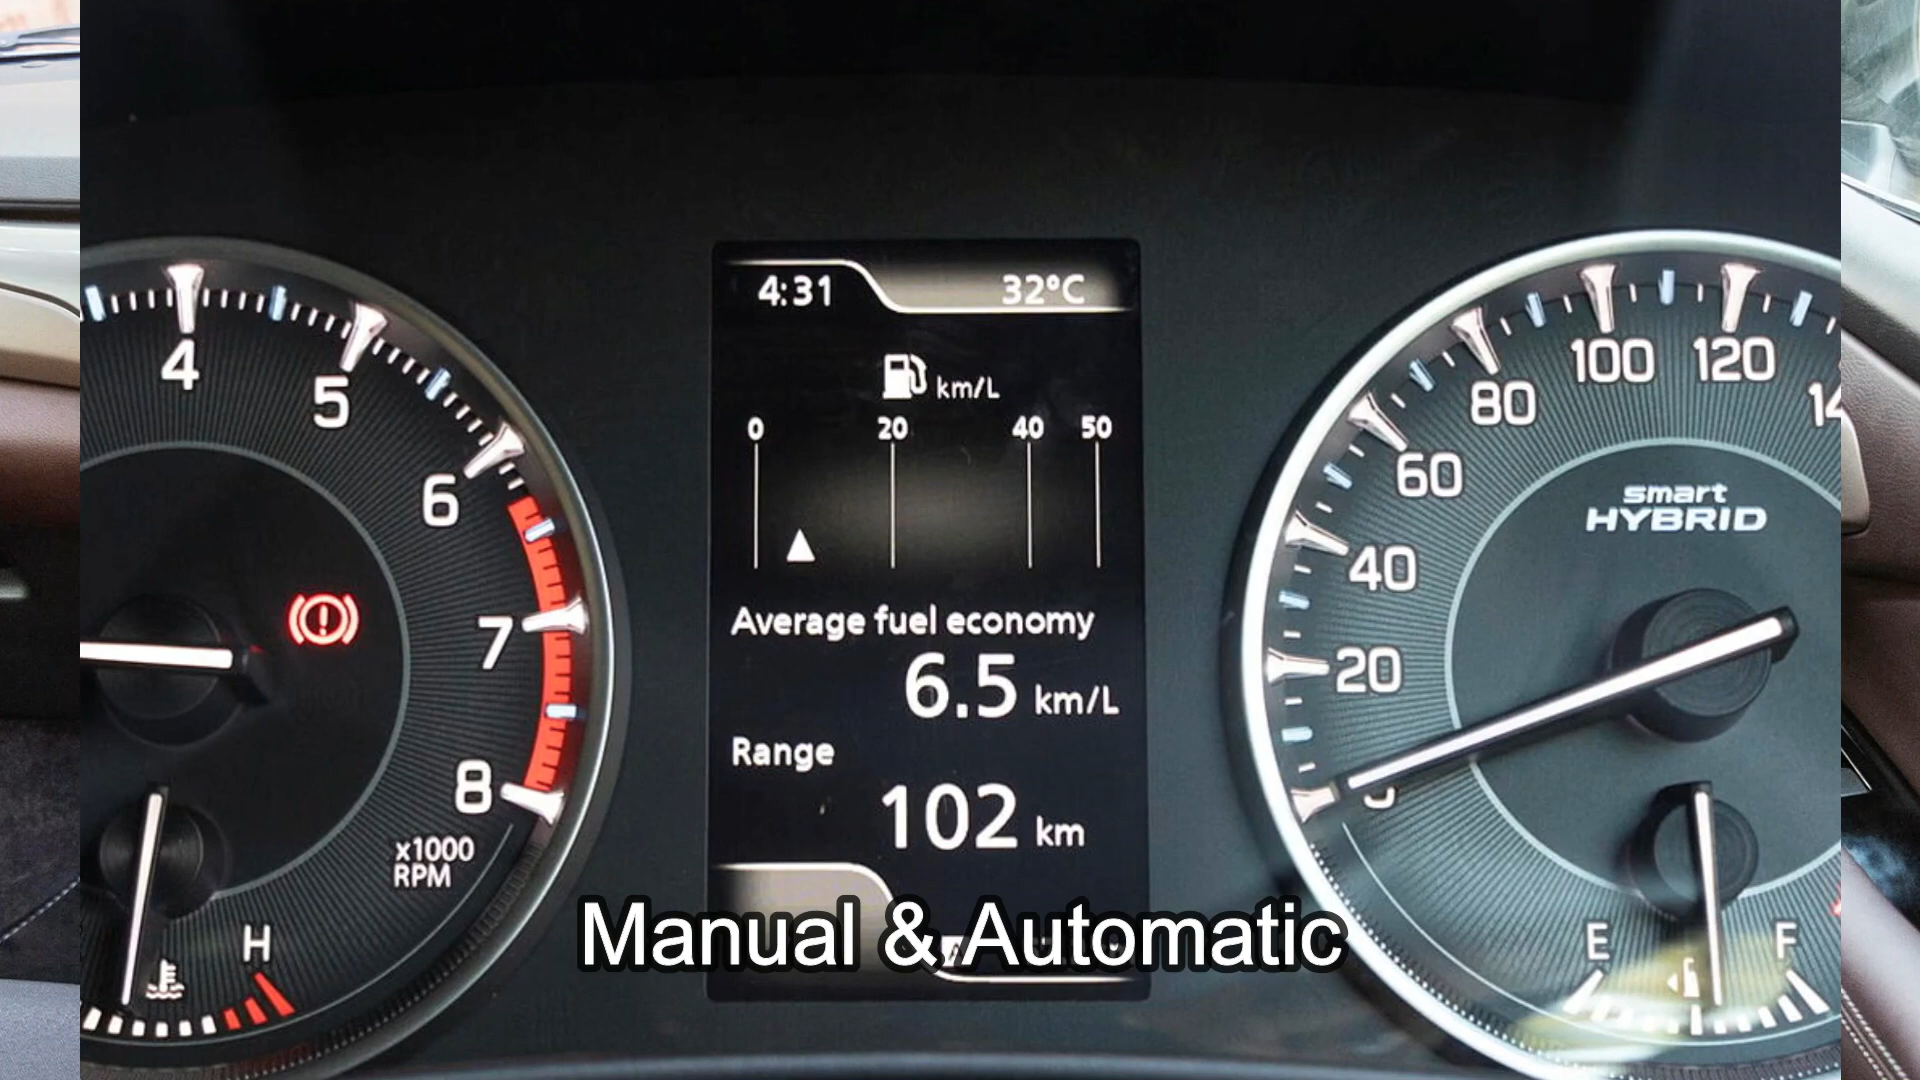 4:31 32°C
km/L
0 20 40 50
Average fuel economy
6.5 km/L
Range
102 km
4
5
6
7
8
x1000
RPM
H
20
40
60
80
100
120
smart
HYBRID
E F
Manual & Automatic